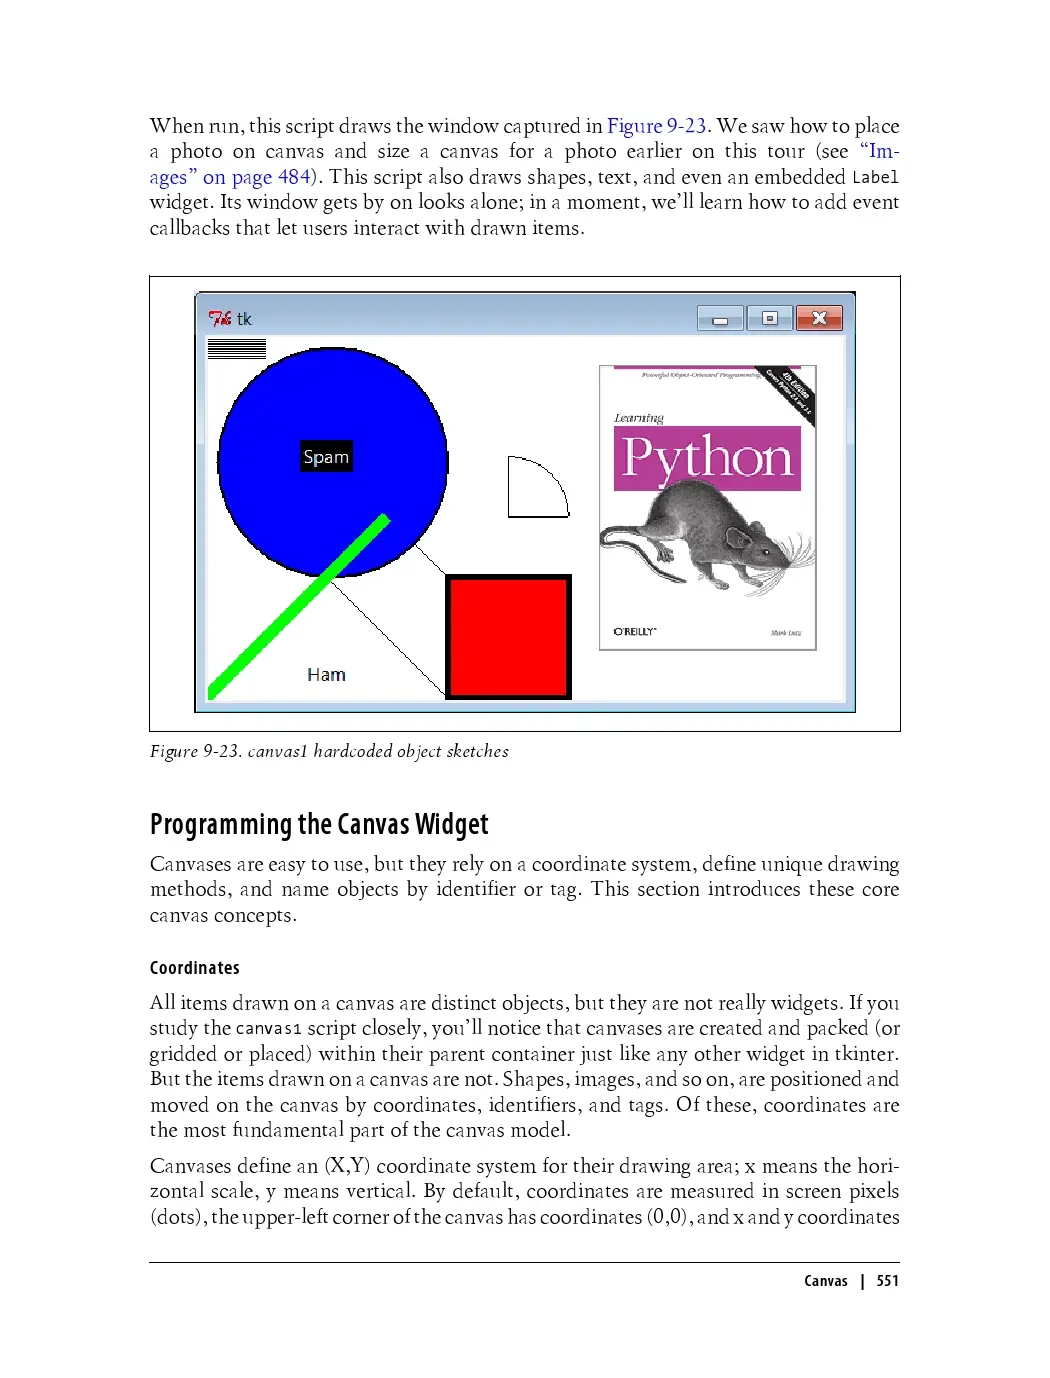 When run, this script draws the window captured in Figure 9-23. We saw how to place
a photo on canvas and size a canvas for a photo earlier on this tour (see “Im-
ages” on page 484). This script also draws shapes, text, and even an embedded Label
widget. Its window gets by on looks alone; in a moment, we’ll learn how to add event
callbacks that let users interact with drawn items.
tk
Powerful Object-Oriented Programming
4th Edition
Learning
Python
Spam
Ham
O'REILLY
Mark Lutz
Figure 9-23. canvas1 hardcoded object sketches
Programming the Canvas Widget
Canvases are easy to use, but they rely on a coordinate system, define unique drawing
methods, and name objects by identifier or tag. This section introduces these core
canvas concepts.
Coordinates
All items drawn on a canvas are distinct objects, but they are not really widgets. If you
study the canvas1 script closely, you’ll notice that canvases are created and packed (or
gridded or placed) within their parent container just like any other widget in tkinter.
But the items drawn on a canvas are not. Shapes, images, and so on, are positioned and
moved on the canvas by coordinates, identifiers, and tags. Of these, coordinates are
the most fundamental part of the canvas model.
Canvases define an (X,Y) coordinate system for their drawing area; x means the hori-
zontal scale, y means vertical. By default, coordinates are measured in screen pixels
(dots), the upper-left corner of the canvas has coordinates (0,0), and x and y coordinates
Canvas | 551